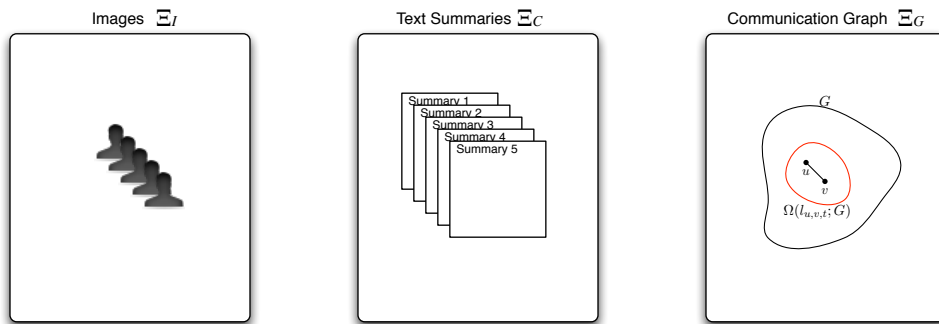 Images Ξ_I
Text Summaries Ξ_C
Communication Graph Ξ_G
Summary 1
Summary 2
Summary 3
Summary 4
Summary 5
G
u
v
Ω(l_{u,v,t}; G)